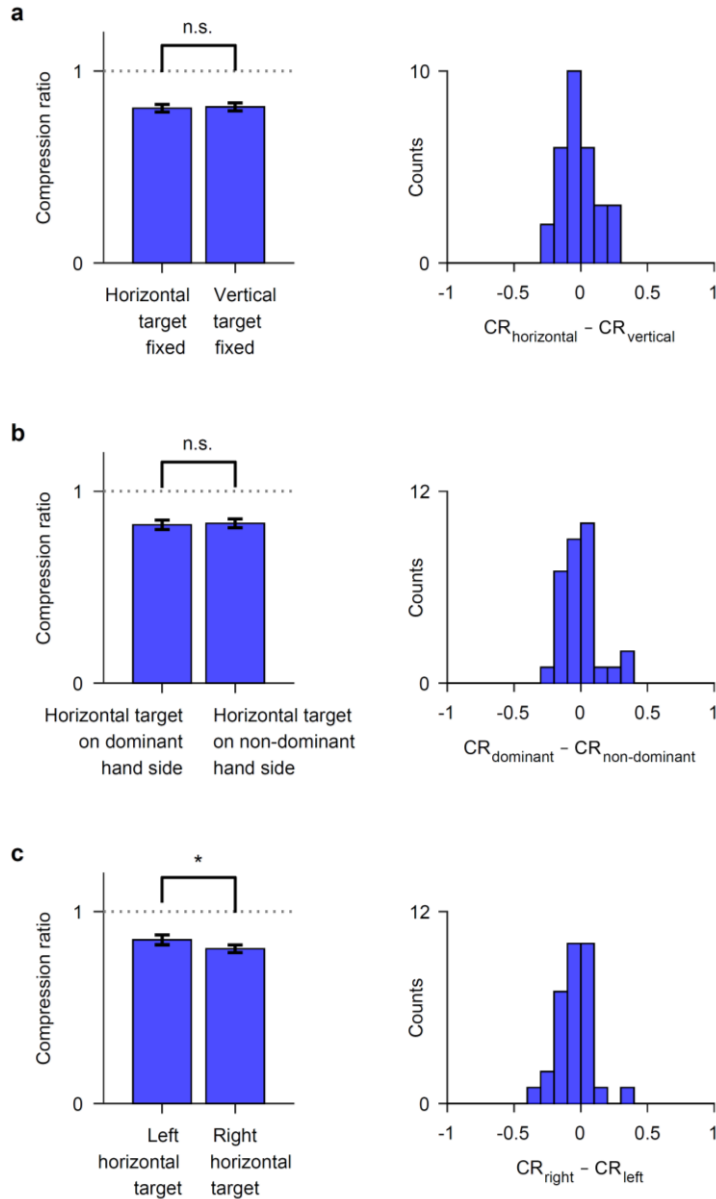 a
n.s.
1
0
Compression ratio
Horizontal target fixed
Vertical target fixed
10
0
Counts
-1 -0.5 0 0.5 1
CRhorizontal – CRvertical
b
n.s.
1
0
Compression ratio
Horizontal target on dominant hand side
Horizontal target on non-dominant hand side
12
0
Counts
-1 -0.5 0 0.5 1
CRdominant – CRnon-dominant
c
*
1
0
Compression ratio
Left horizontal target
Right horizontal target
12
0
Counts
-1 -0.5 0 0.5 1
CRright – CRleft